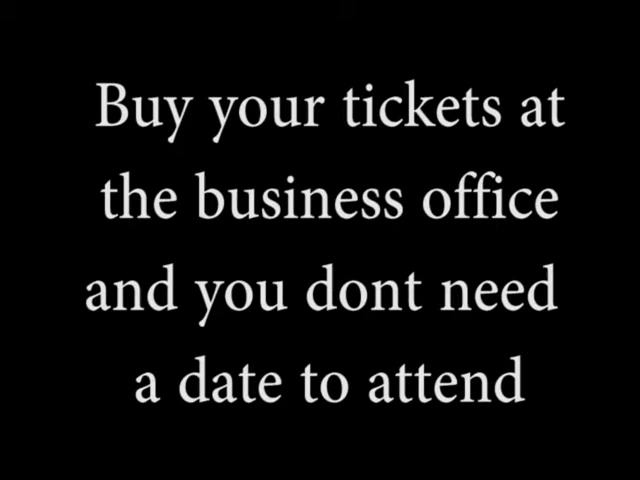 Buy your tickets at
the business office
and you dont need
a date to attend